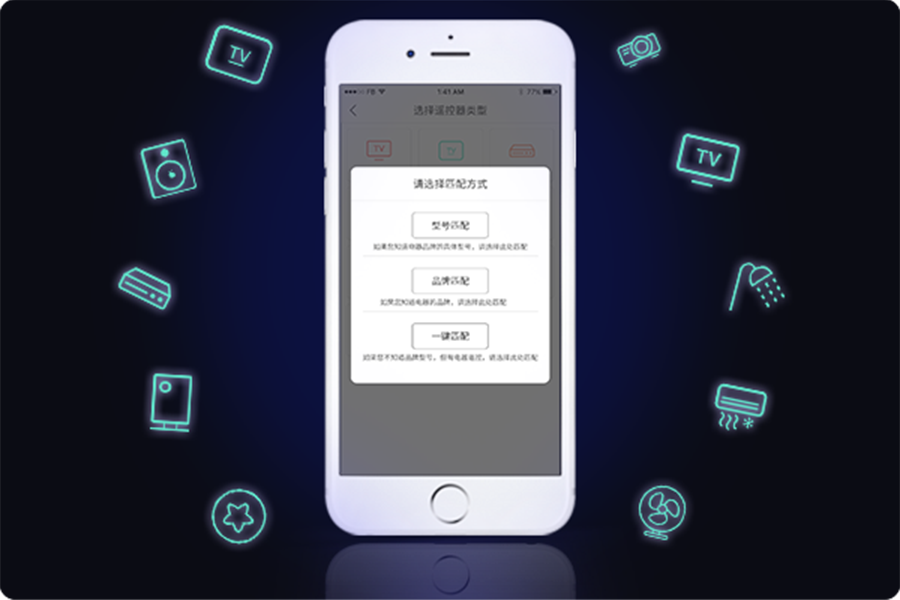 TV
TV
FB
1:41 AM
77%
选择遥控器类型
TV
TV
请选择匹配方式
型号匹配
如果您知道电器品牌的具体型号，请选择此处匹配
品牌匹配
如果您知道电器的品牌，请选择此处匹配
一键匹配
如果您不知道品牌型号，但有电器遥控，请选择此处匹配